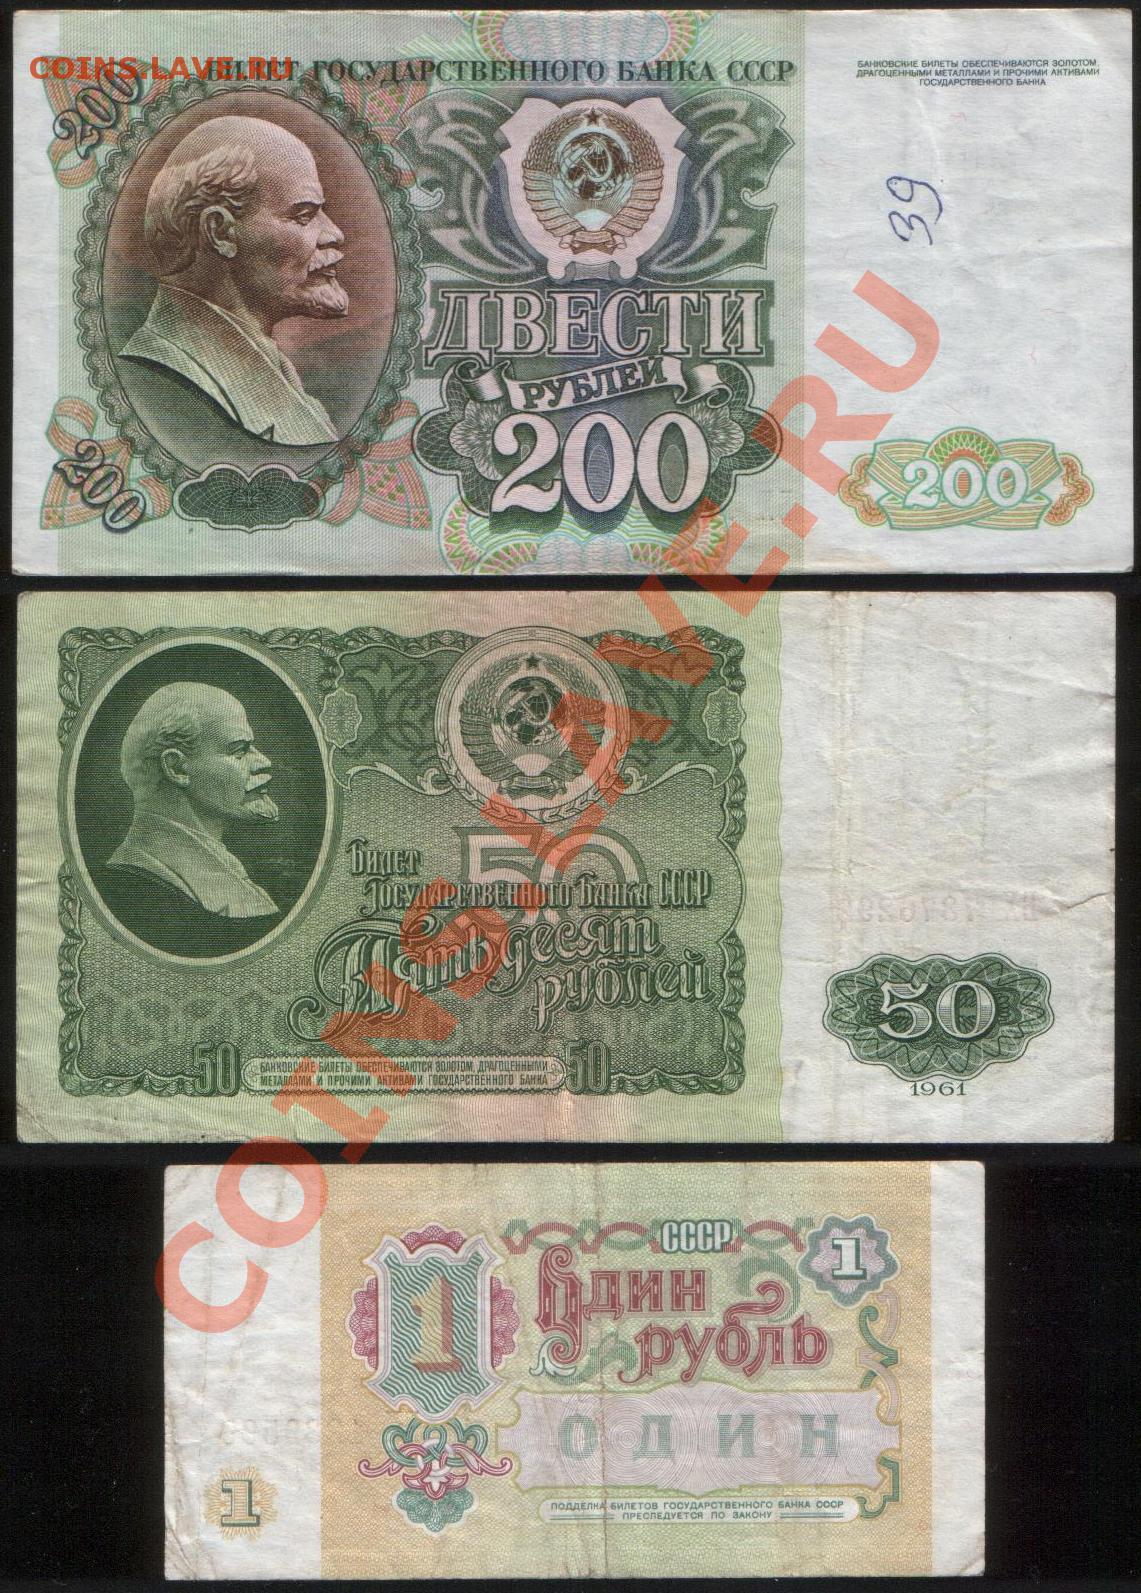 COINS.LAVE.RU
БИЛЕТ ГОСУДАРСТВЕННОГО БАНКА СССР
БАНКОВСКИЕ БИЛЕТЫ ОБЕСПЕЧИВАЮТСЯ ЗОЛОТОМ,
ДРАГОЦЕННЫМИ МЕТАЛЛАМИ И ПРОЧИМИ АКТИВАМИ
ГОСУДАРСТВЕННОГО БАНКА
200
39
ДВЕСТИ
РУБЛЕЙ
200
200
200
COINS.LAVE.RU
50
Билет
Государственного Банка СССР
Пятьдесят
рублей
50
БАНКОВСКИЕ БИЛЕТЫ ОБЕСПЕЧИВАЮТСЯ ЗОЛОТОМ, ДРАГОЦЕННЫМИ
МЕТАЛЛАМИ И ПРОЧИМИ АКТИВАМИ ГОСУДАРСТВЕННОГО БАНКА
50
50
1961
СССР
1
1
Один
рубль
ОДИН
1
ПОДДЕЛКА БИЛЕТОВ ГОСУДАРСТВЕННОГО БАНКА СССР
ПРЕСЛЕДУЕТСЯ ПО ЗАКОНУ